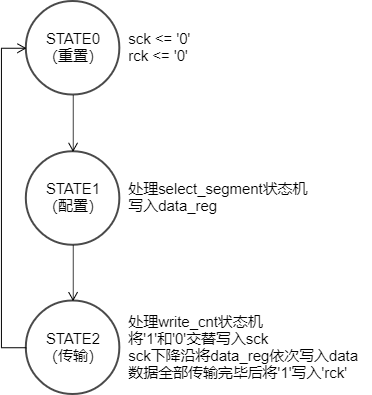 STATE0
(重置)
sck <= '0'
rck <= '0'
STATE1
(配置)
处理select_segment状态机
写入data_reg
STATE2
(传输)
处理write_cnt状态机
将'1'和'0'交替写入sck
sck下降沿将data_reg依次写入data
数据全部传输完毕后将'1'写入'rck'